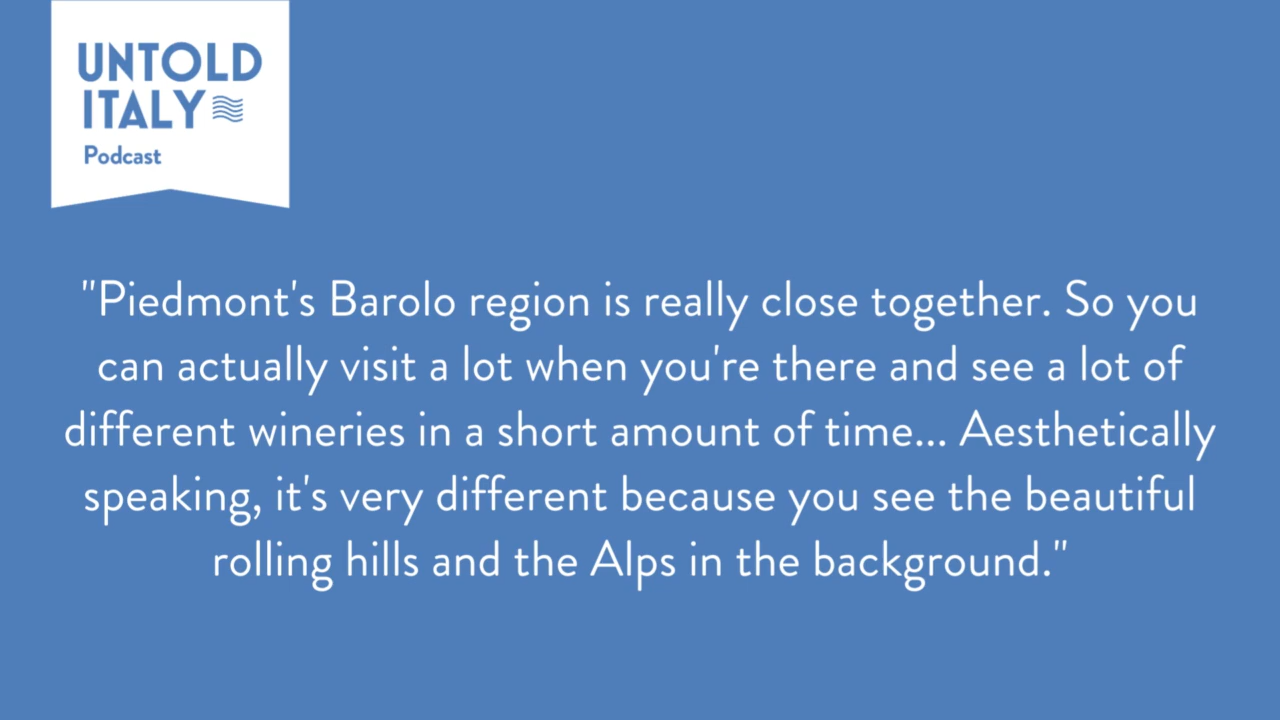 UNTOLD
ITALY
Podcast
"Piedmont's Barolo region is really close together. So you
can actually visit a lot when you're there and see a lot of
different wineries in a short amount of time... Aesthetically
speaking, it's very different because you see the beautiful
rolling hills and the Alps in the background."